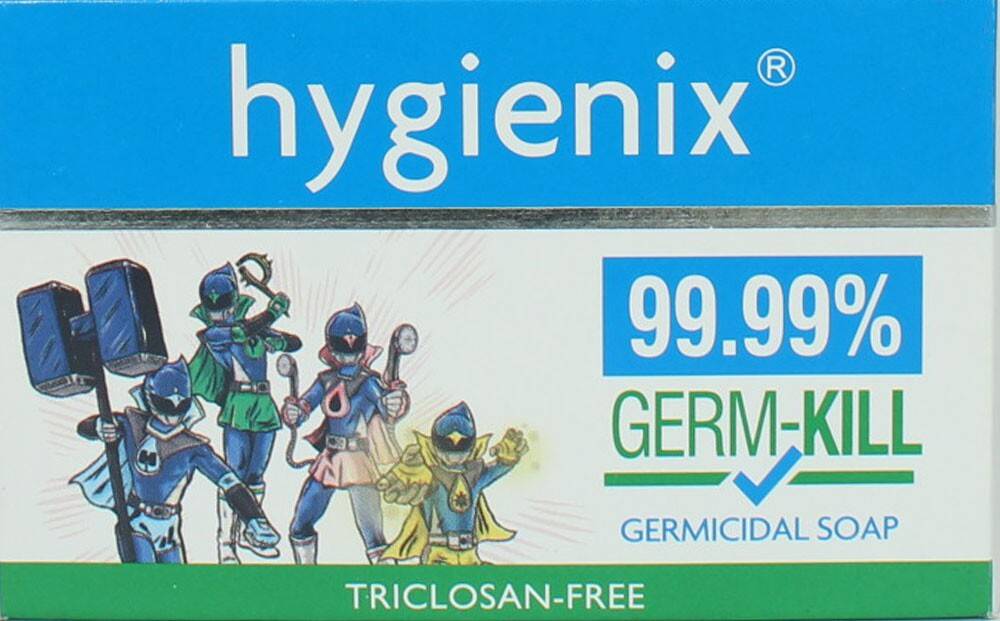 hygienix®
99.99%
GERM-KILL
GERMICIDAL SOAP
TRICLOSAN-FREE